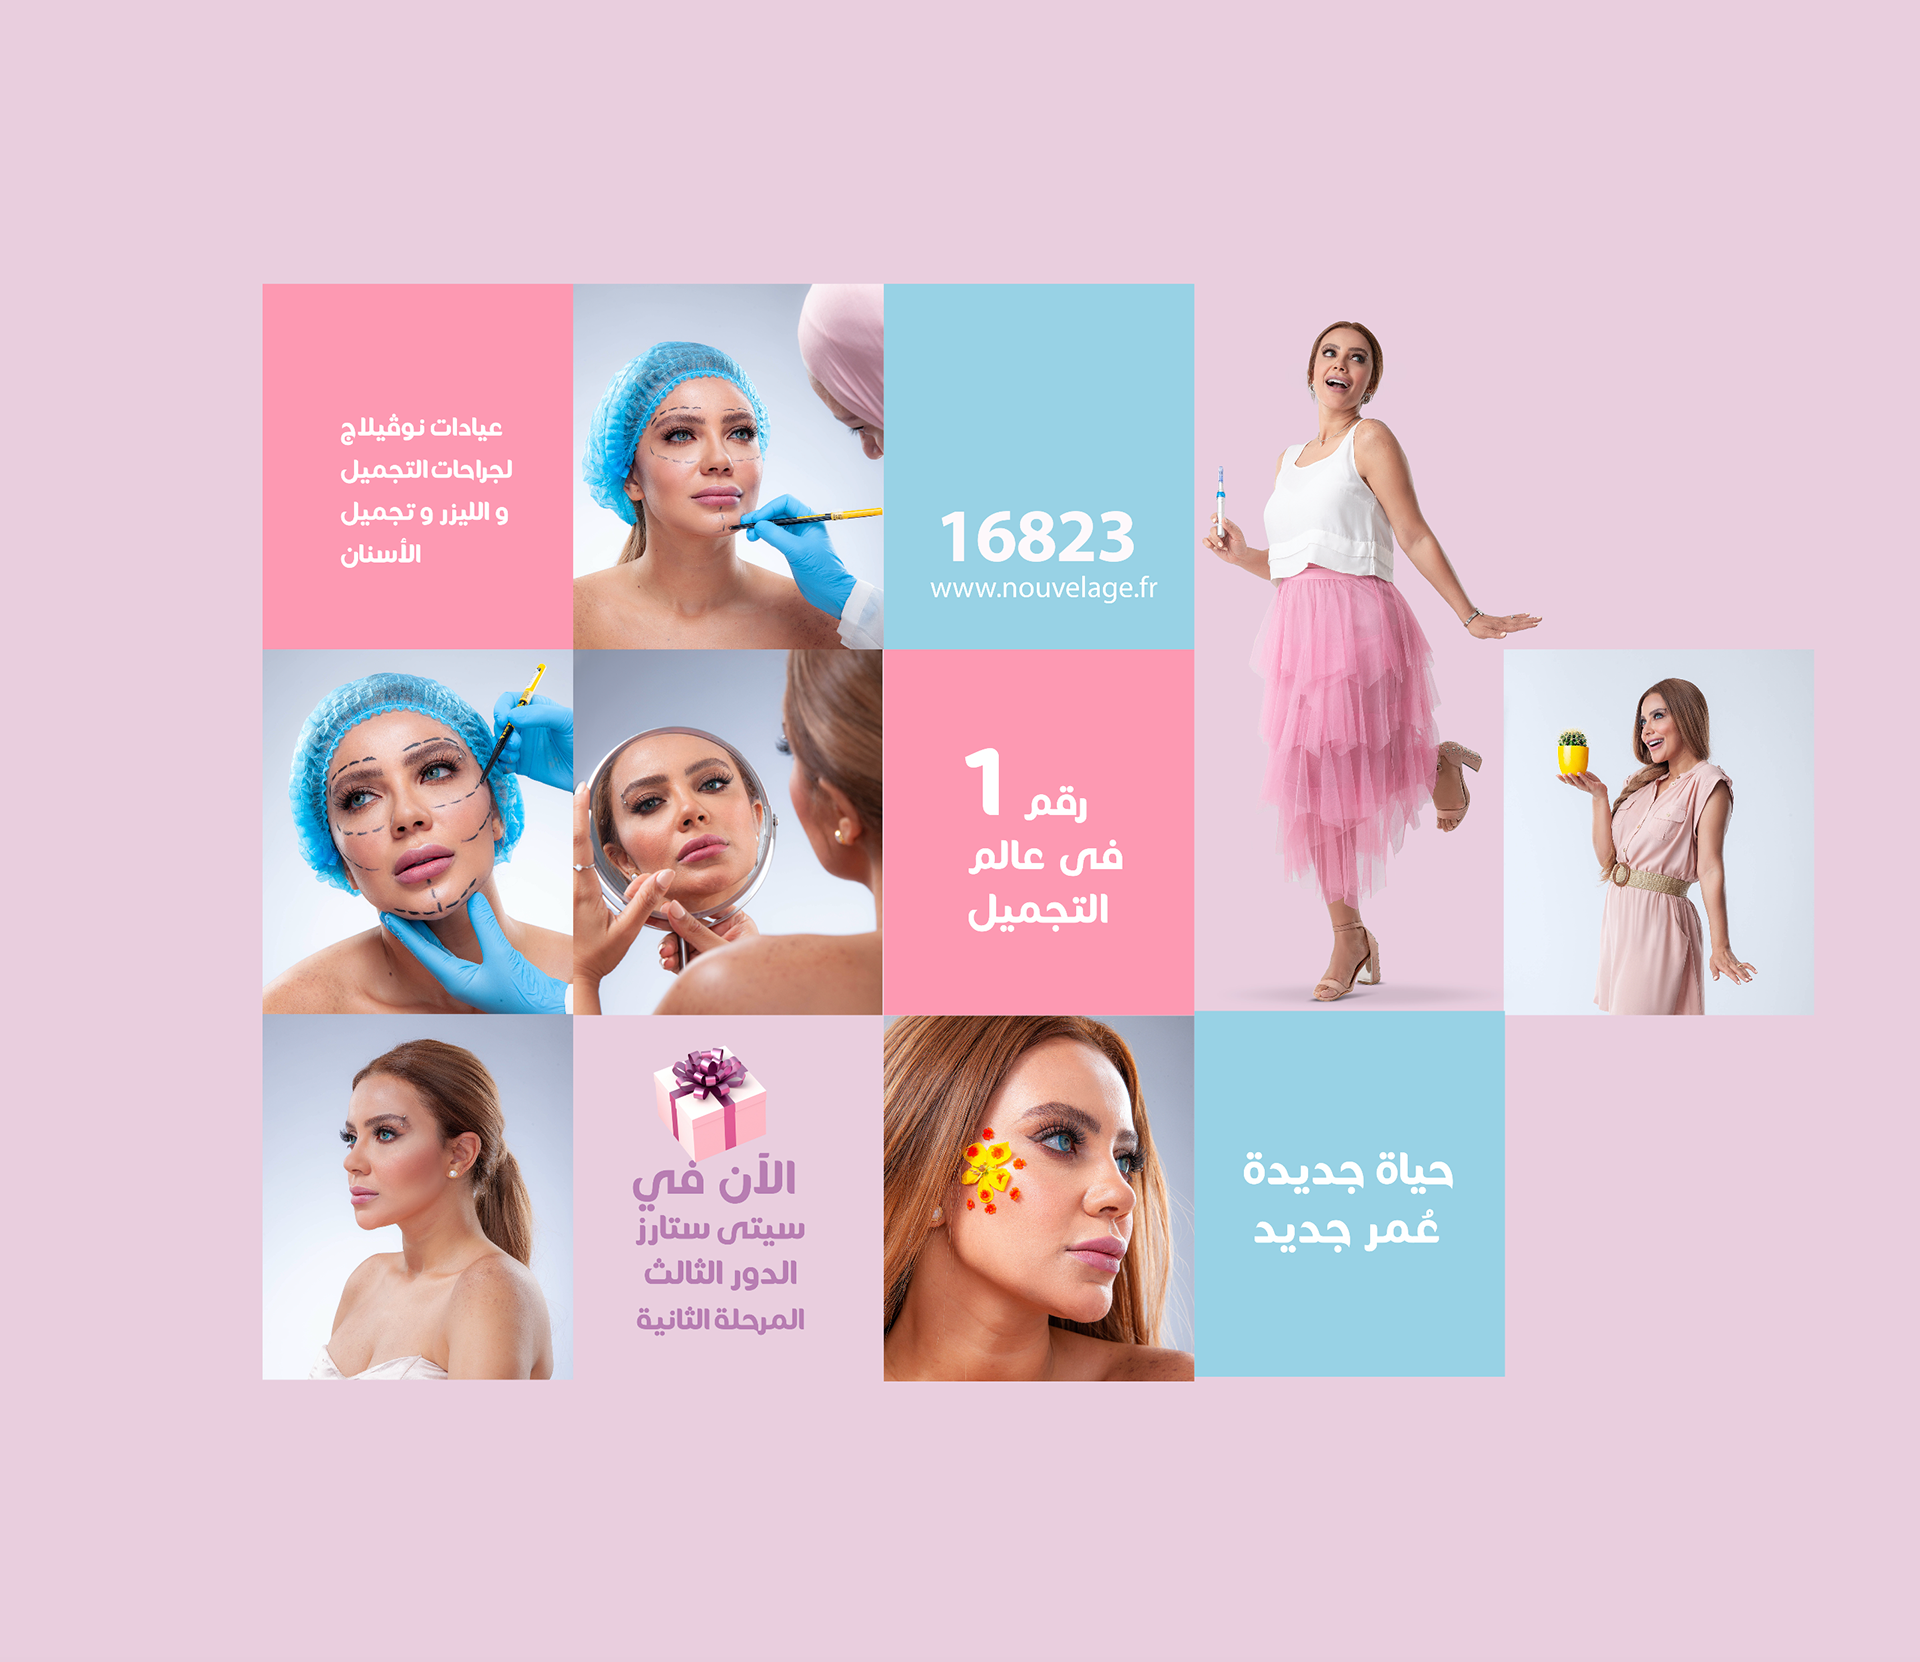 عيادات نوڤيلاج
لجراحات التجميل
و الليزر و تجميل
الأسنان
16823
www.nouvelage.fr
رقم 1
فى عالم
التجميل
الآن في
سيتى ستارز
الدور الثالث
المرحلة الثانية
حياة جديدة
عُمر جديد